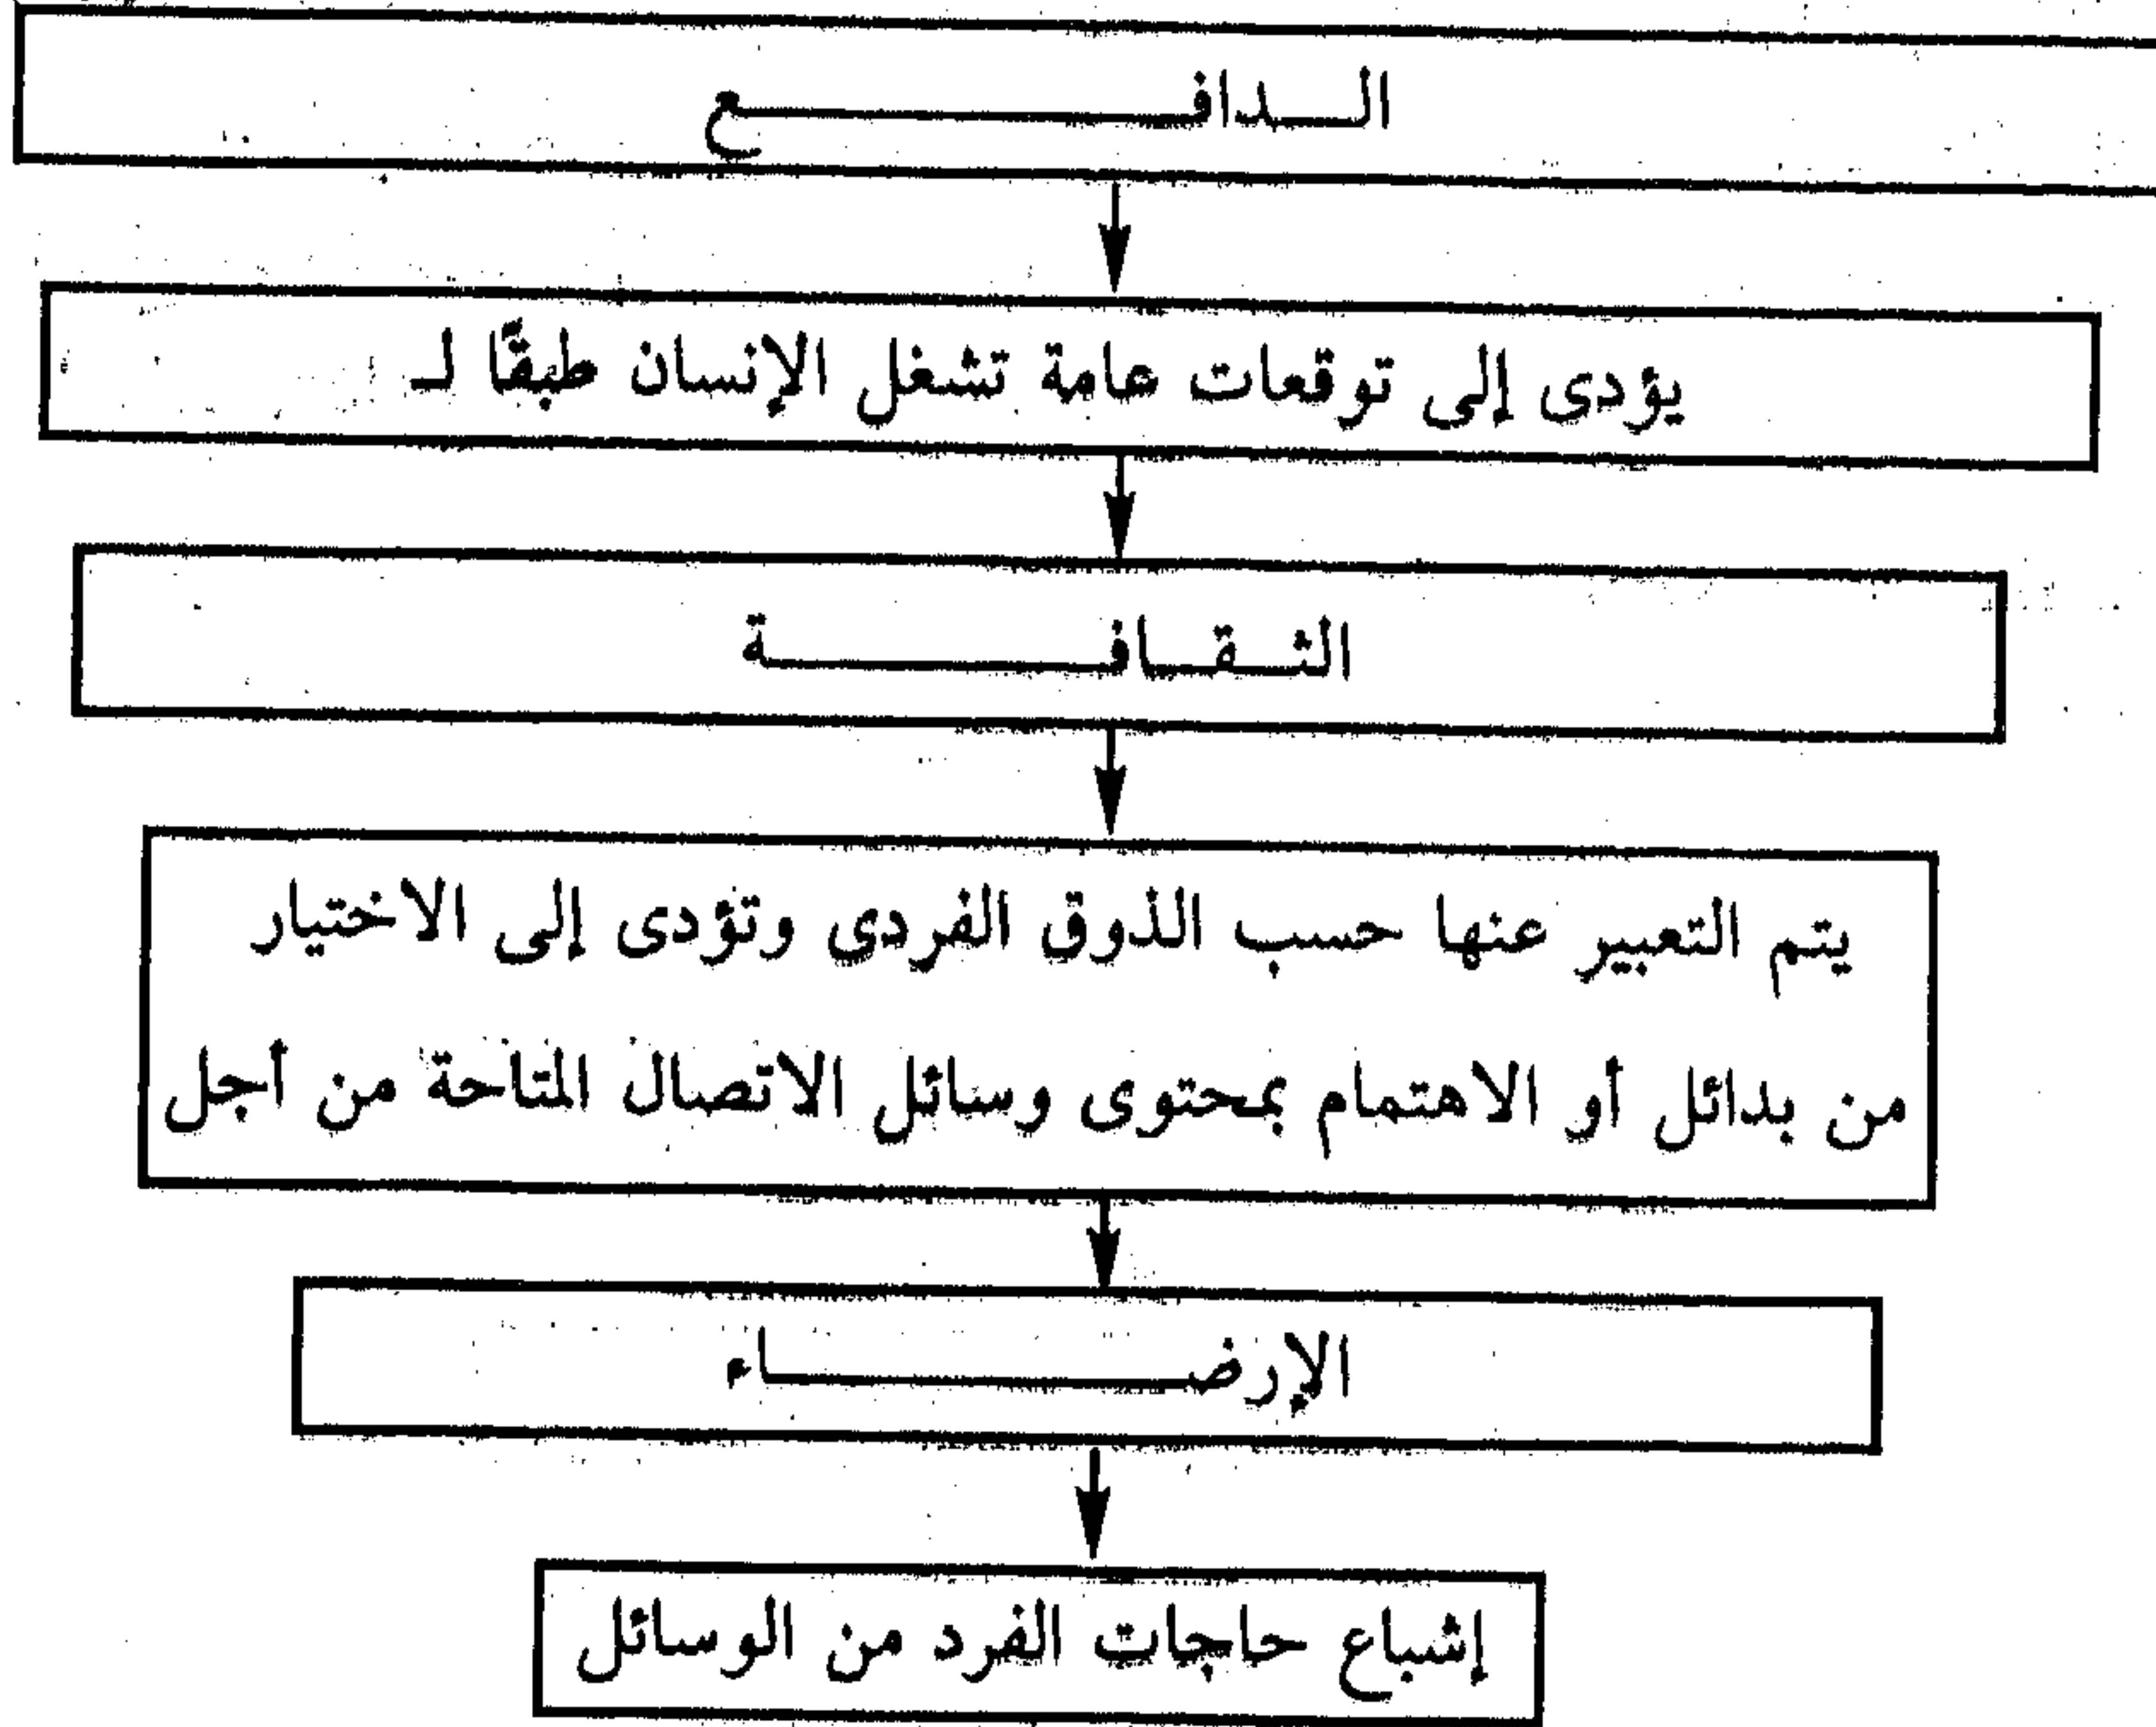 الدافع
يؤدى إلى توقعات عامة تشغل الإنسان طبقًا لـ
الثقافة
يتم التعبير عنها حسب الذوق الفردى وتؤدى إلى الاختيار
من بدائل أو الاهتمام بمحتوى وسائل الاتصال المتاحة من أجل
الإرضاء
إشباع حاجات الفرد من الوسائل